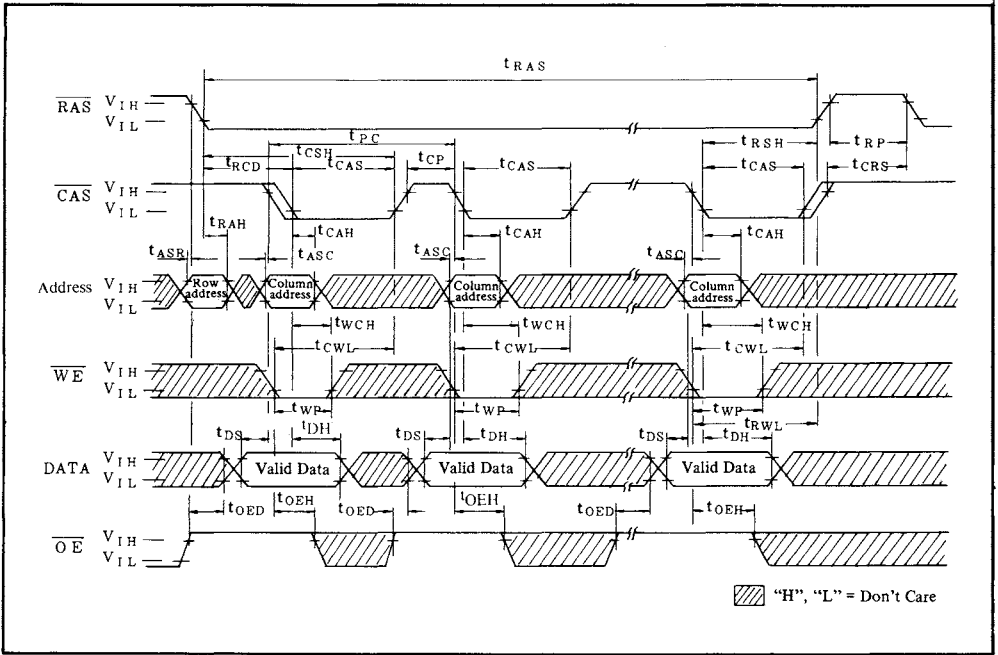 tRAS
RAS VIH
VIL
tPC
tCSH
tRSH
tRP
tRCD
tCAS
tCP
tCAS
tCAS
tCRS
CAS VIH
VIL
tRAH
tCAH
tCAH
tCAH
tASR
tASC
tASC
tASC
Address VIH
VIL
Row address
Column address
Column address
Column address
tWCH
tWCH
tWCH
tCWL
tCWL
tCWL
WE VIH
VIL
tWP
tWP
tWP
tRWL
tDS
tDH
tDS
tDH
tDS
tDH
DATA VIH
VIL
Valid Data
Valid Data
Valid Data
tOED
tOEH
tOED
tOEH
tOED
tOEH
OE VIH
VIL
"H", "L" = Don't Care